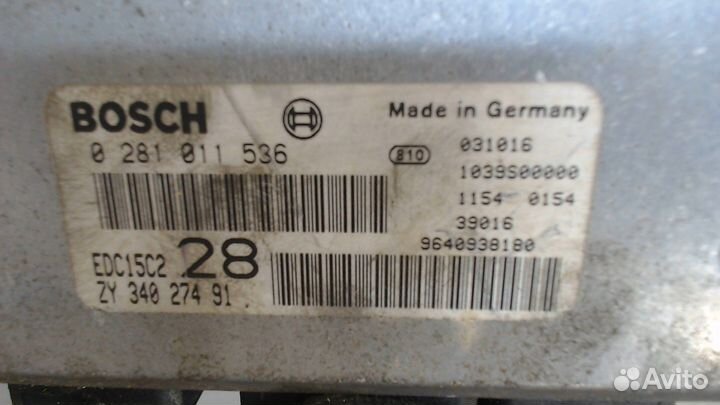 BOSCH
Made in Germany
0 281 011 536
810
031016
1039S00000
1154 0154
39016
9640938180
EDC15C2 28
ZY 340 274 91
Avito